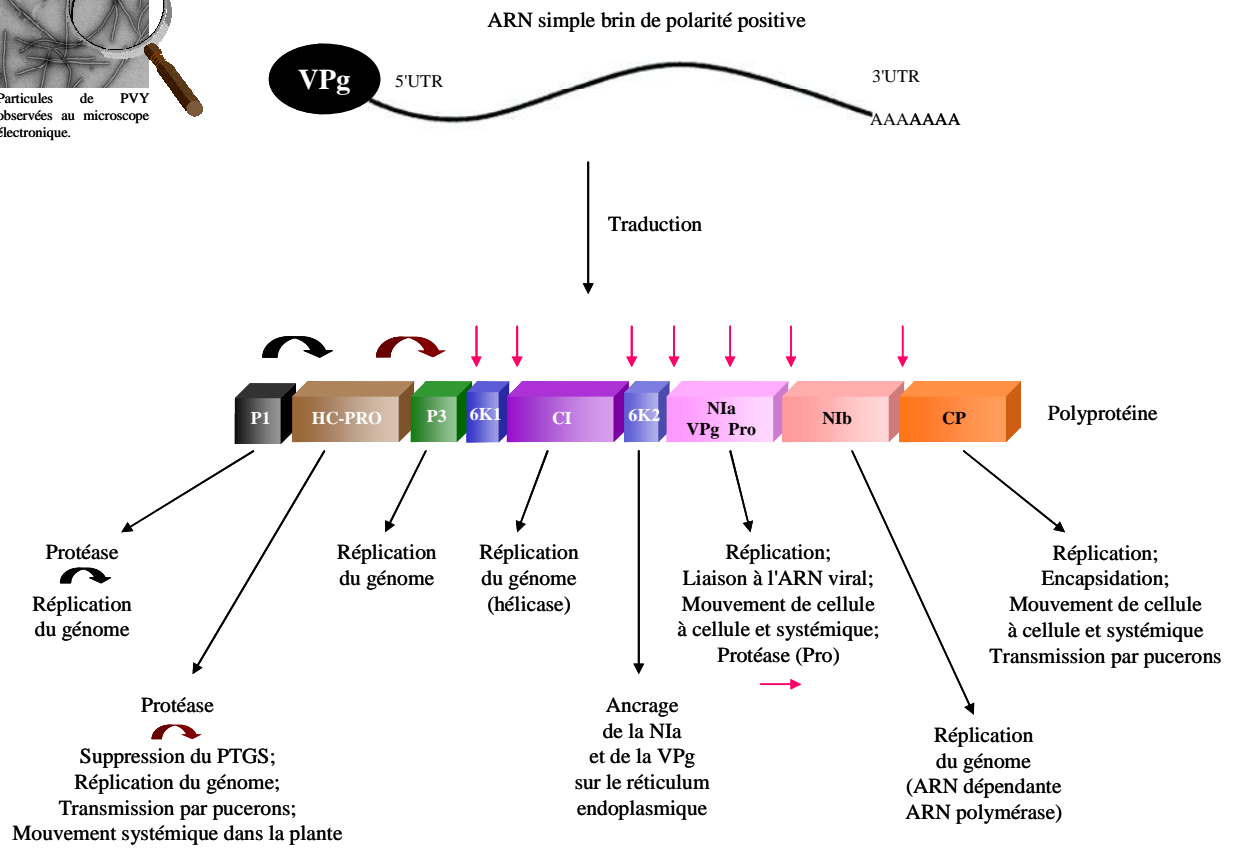 ARN simple brin de polarité positive
VPg
5'UTR
3'UTR
AAAAAAA
Particules de PVY
observées au microscope
électronique.
Traduction
P1
HC-PRO
P3
6K1
CI
6K2
NIa
VPg Pro
NIb
CP
Polyprotéine
Protéase
Réplication
du génome
Protéase
Suppression du PTGS;
Réplication du génome;
Transmission par pucerons;
Mouvement systémique dans la plante
Réplication
du génome
Réplication
du génome
(hélicase)
Ancrage
de la NIa
et de la VPg
sur le réticulum
endoplasmique
Réplication;
Liaison à l'ARN viral;
Mouvement de cellule
à cellule et systémique;
Protéase (Pro)
Réplication
du génome
(ARN dépendante
ARN polymérase)
Réplication;
Encapsidation;
Mouvement de cellule
à cellule et systémique
Transmission par pucerons